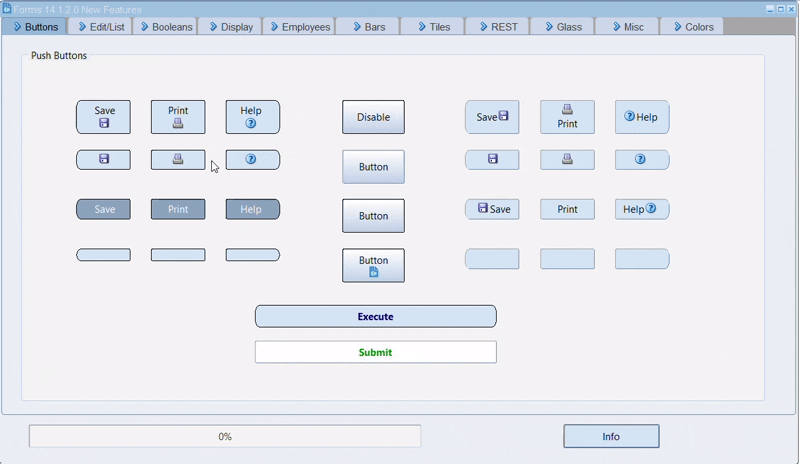 Forms 14.1.2.0 New Features
Buttons Edit/List Booleans Display Employees Bars Tiles REST Glass Misc Colors
Push Buttons
Save Print Help Disable Save Print Help
Button
Save Print Help Button Save Print Help
Button
Execute
Submit
0% Info